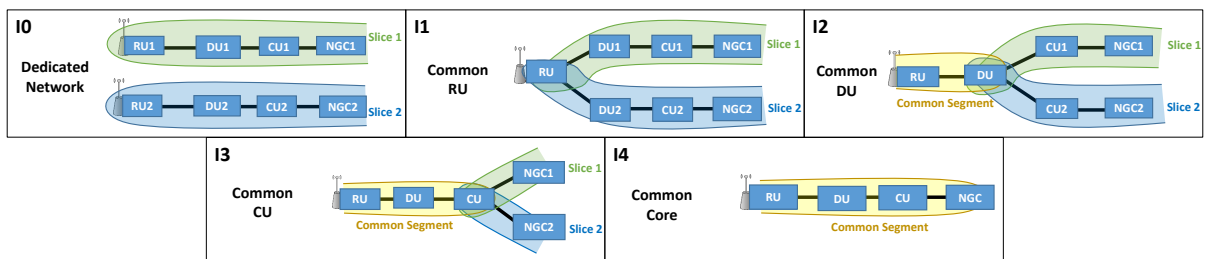 I0
Dedicated
Network
RU1
DU1
CU1
NGC1
Slice 1
RU2
DU2
CU2
NGC2
Slice 2
I1
Common
RU
RU
DU1
CU1
NGC1
Slice 1
DU2
CU2
NGC2
Slice 2
I2
Common
DU
RU
DU
Common Segment
CU1
NGC1
Slice 1
CU2
NGC2
Slice 2
I3
Common
CU
RU
DU
CU
Common Segment
NGC1
Slice 1
NGC2
Slice 2
I4
Common
Core
RU
DU
CU
NGC
Common Segment